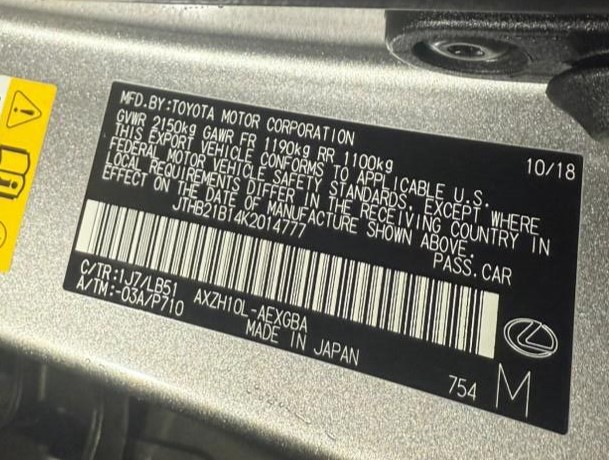 MFD.BY:TOYOTA MOTOR CORPORATION 10/18
GVWR 2150kg GAWR FR 1190kg RR 1100kg
THIS EXPORT VEHICLE CONFORMS TO APPLICABLE U.S.
FEDERAL MOTOR VEHICLE SAFETY STANDARDS, EXCEPT WHERE
LOCAL REQUIREMENTS DIFFER IN THE RECEIVING COUNTRY IN
EFFECT ON THE DATE OF MANUFACTURE SHOWN ABOVE.
JTHB21B14K2014777 PASS.CAR
C/TR:1J7/LB51 AXZH10L-AEXGBA
A/TM:-03A/P710 MADE IN JAPAN
754 M